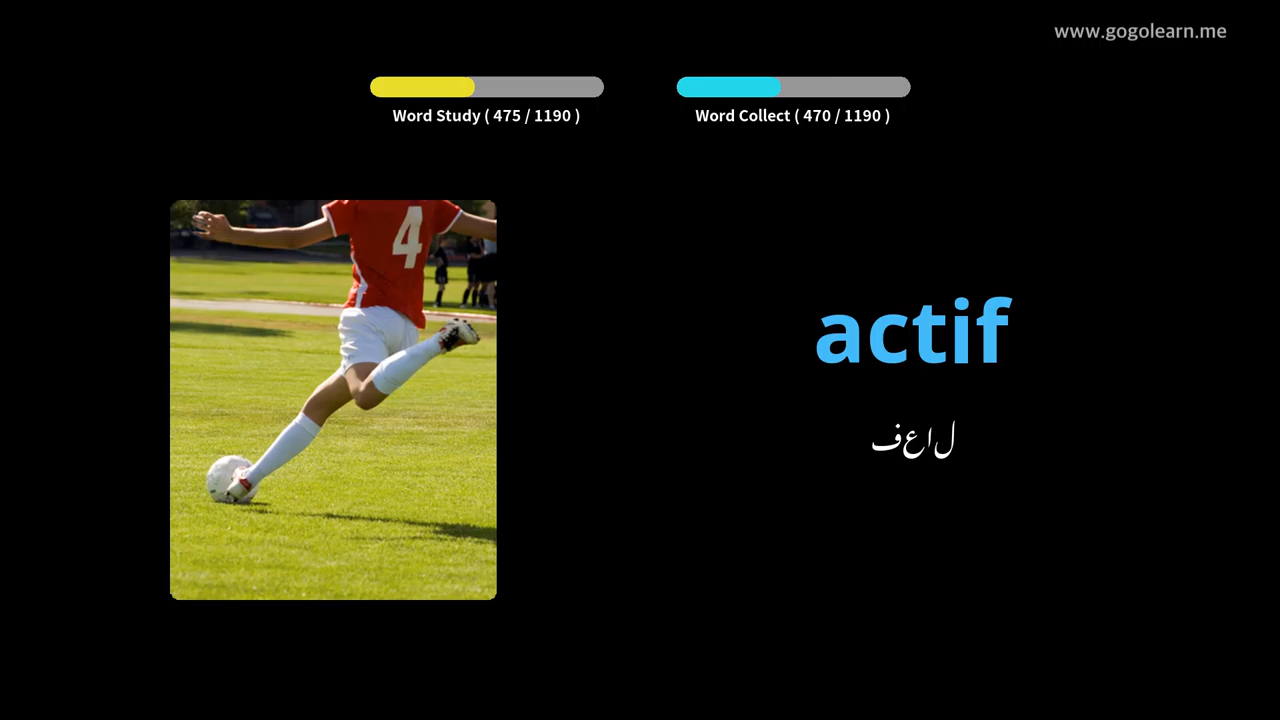 www.gogolearn.me
Word Study ( 475 / 1190 )
Word Collect ( 470 / 1190 )
4
actif
فعال